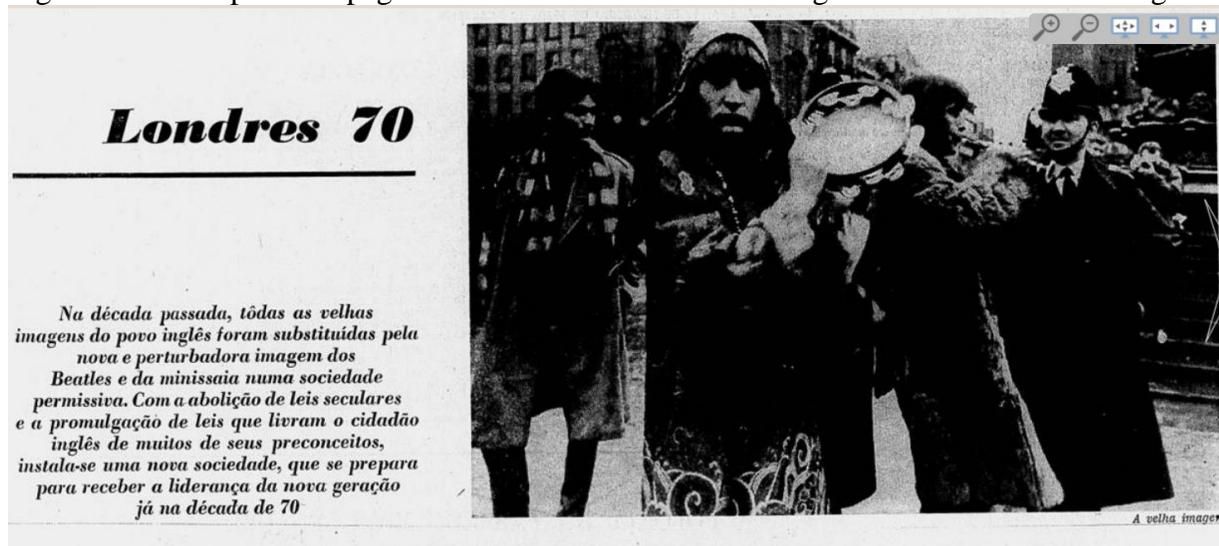 Londres 70
Na década passada, tôdas as velhas
imagens do povo inglês foram substituídas pela
nova e perturbadora imagem dos
Beatles e da minissaia numa sociedade
permissiva. Com a abolição de leis seculares
e a promulgação de leis que livram o cidadão
inglês de muitos de seus preconceitos,
instala-se uma nova sociedade, que se prepara
para receber a liderança da nova geração
já na década de 70
A velha image